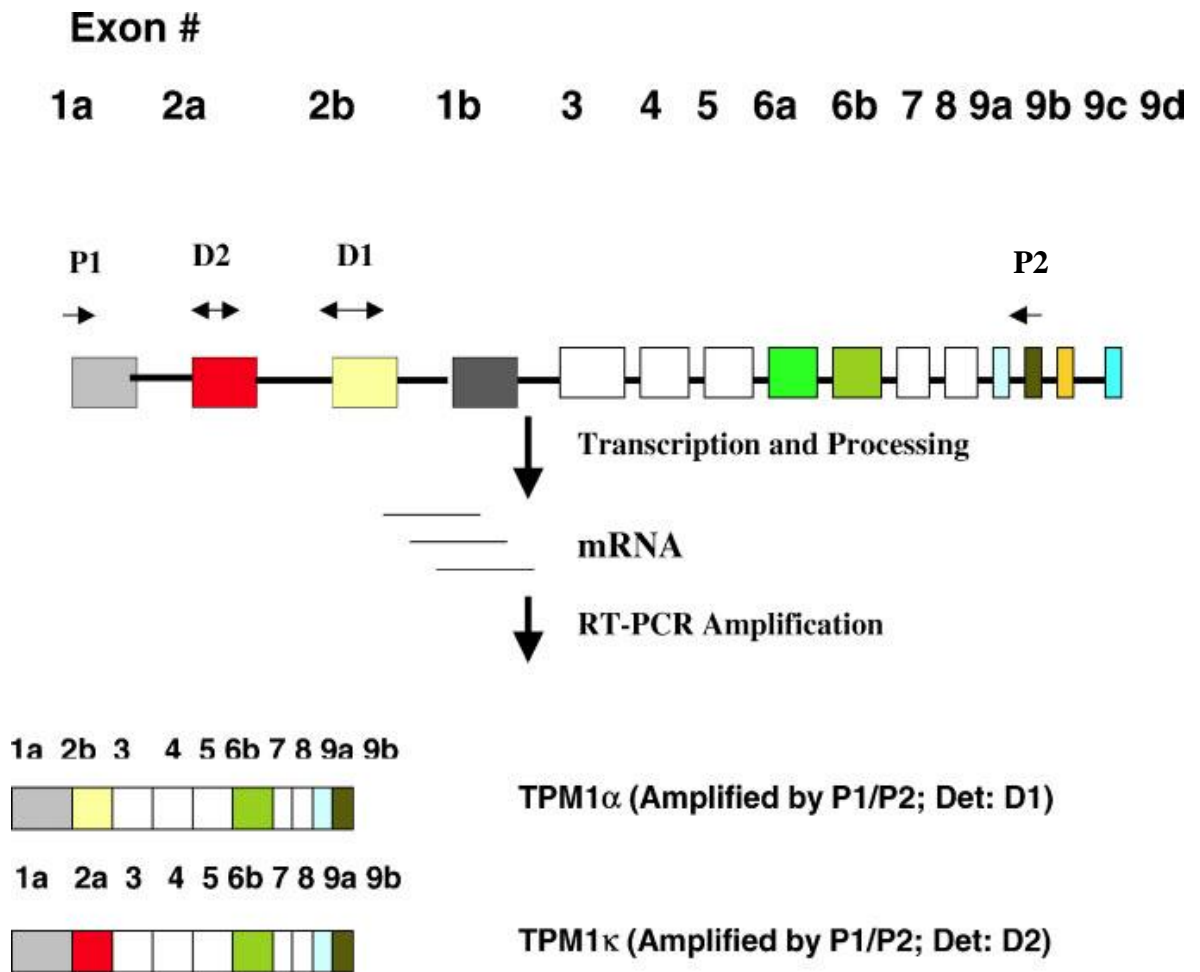 Exon #
1a 2a 2b 1b 3 4 5 6a 6b 7 8 9a 9b 9c 9d
P1 D2 D1 P2
Transcription and Processing
mRNA
RT-PCR Amplification
1a 2b 3 4 5 6b 7 8 9a 9b
TPM1α (Amplified by P1/P2; Det: D1)
1a 2a 3 4 5 6b 7 8 9a 9b
TPM1κ (Amplified by P1/P2; Det: D2)